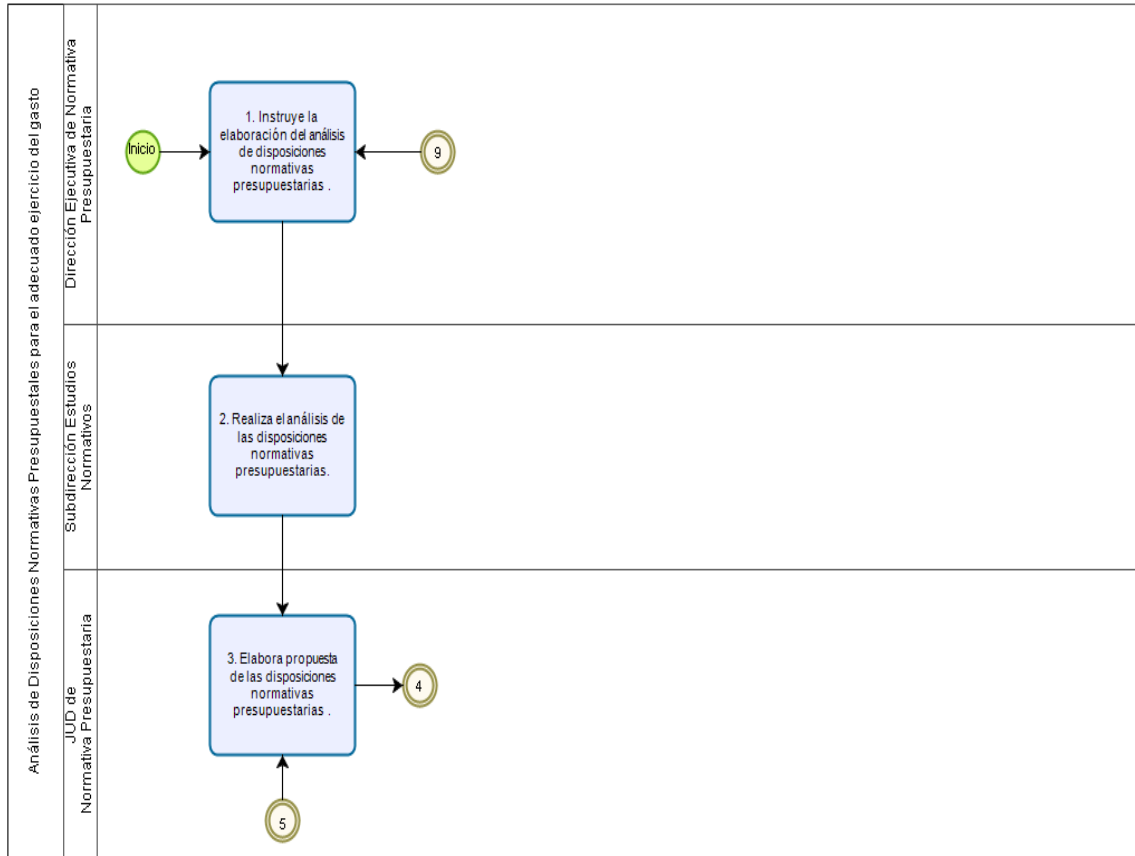 Análisis de Disposiciones Normativas Presupuestales para el adecuado ejercicio del gasto
Dirección Ejecutiva de Normativa
Presupuestaria
Inicio
1. Instruye la
elaboración del análisis
de disposiciones
normativas
presupuestarias .
9
Subdirección Estudios
Normativos
2. Realiza el análisis de
las disposiciones
normativas
presupuestarias.
JUD de
Normativa Presupuestaria
3. Elabora propuesta
de las disposiciones
normativas
presupuestarias .
4
5